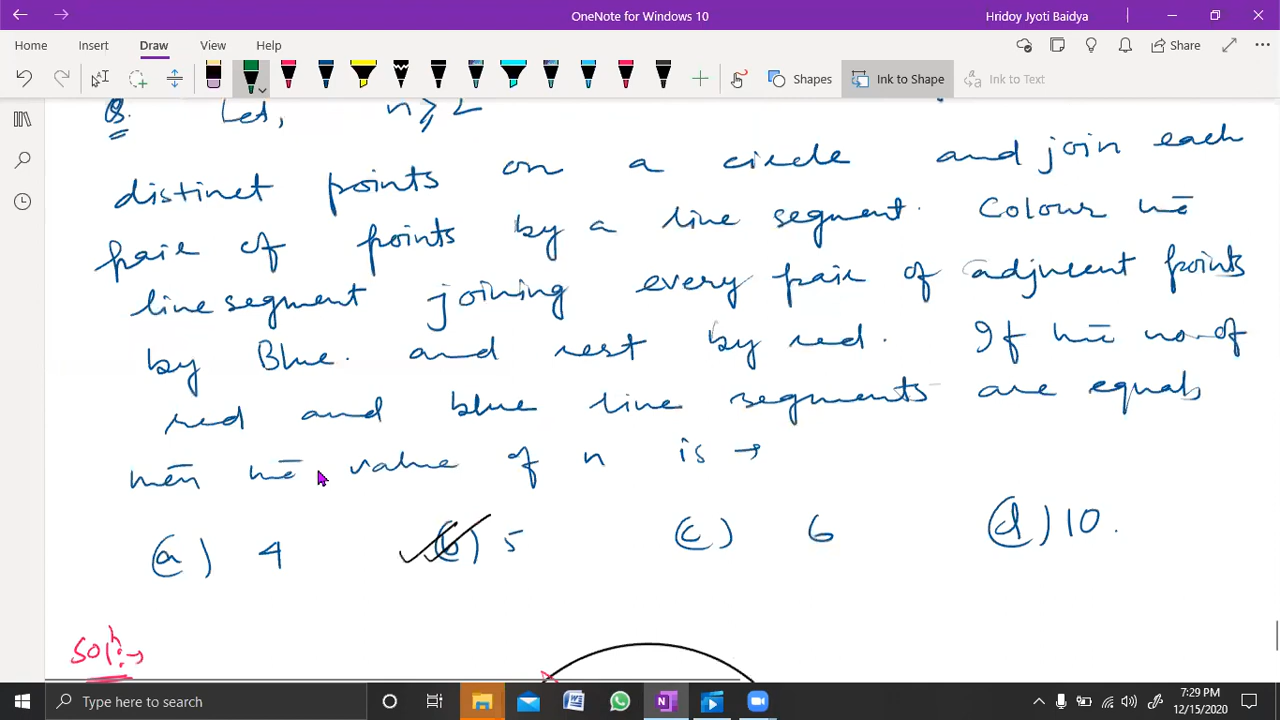 OneNote for Windows 10
Hridoy Jyoti Baidya
Home Insert Draw View Help
Share
Shapes
Ink to Shape
Ink to Text
Q. Let, n ≥ 2
distinct points on a circle and join each
pair of points by a line segment. Colour the
line segment joining every pair of adjucent points
by Blue. and rest by red. If the no. of
red and blue line segments are equal,
then the value of n is →
(a) 4 (b) 5 (c) 6 (d) 10.
Solⁿ:→
Type here to search
7:29 PM
12/15/2020